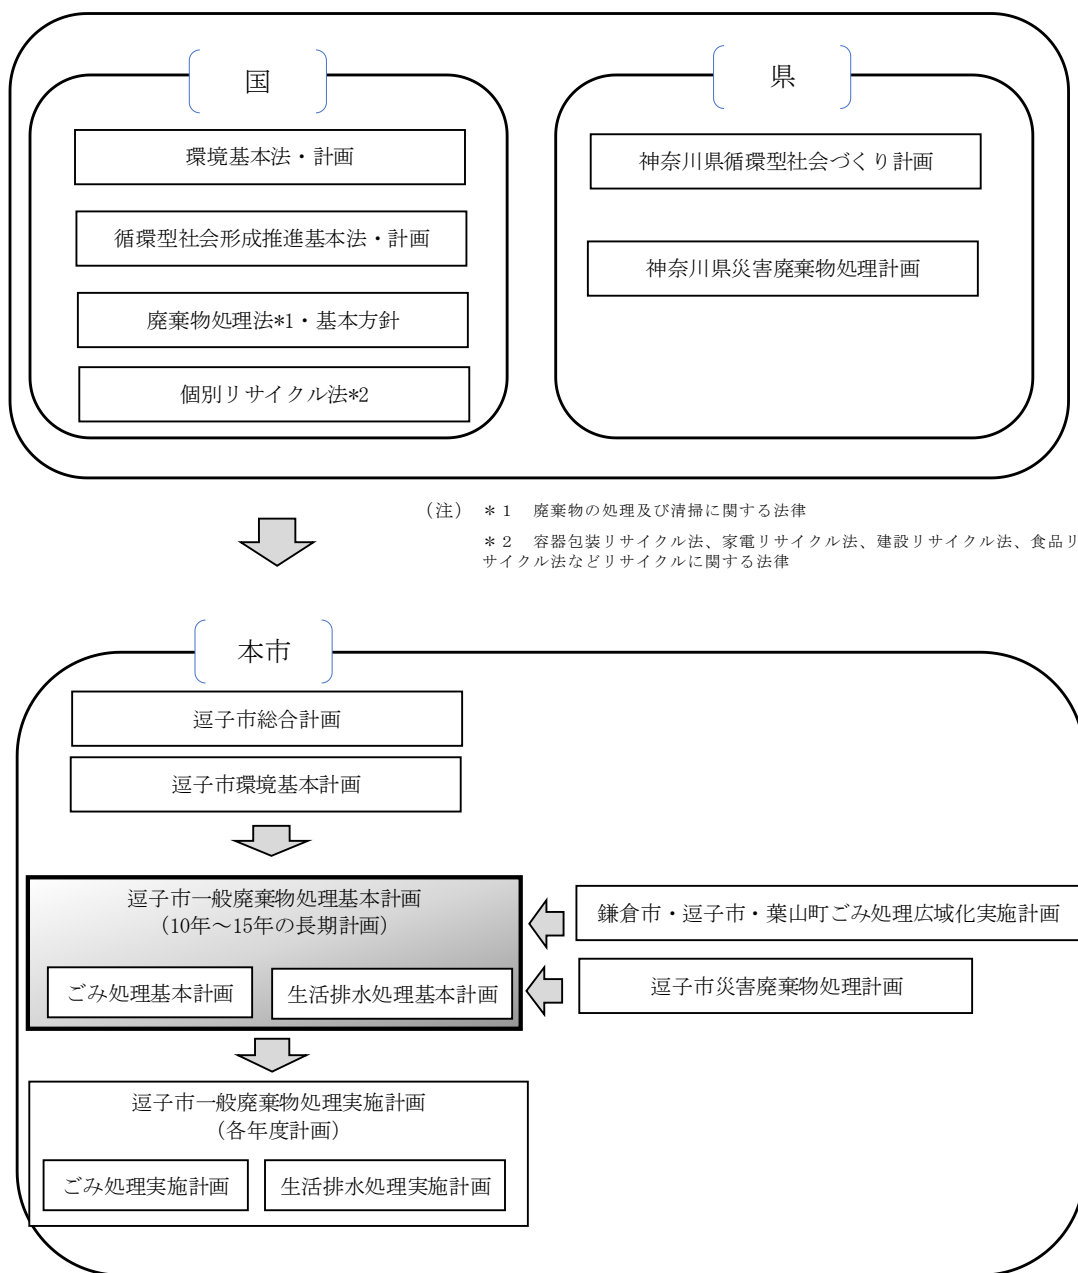 国
環境基本法・計画
循環型社会形成推進基本法・計画
廃棄物処理法*1・基本方針
個別リサイクル法*2
県
神奈川県循環型社会づくり計画
神奈川県災害廃棄物処理計画
（注） ＊１ 廃棄物の処理及び清掃に関する法律
＊２ 容器包装リサイクル法、家電リサイクル法、建設リサイクル法、食品リ
サイクル法などリサイクルに関する法律
本市
逗子市総合計画
逗子市環境基本計画
逗子市一般廃棄物処理基本計画
（10年～15年の長期計画）
ごみ処理基本計画
生活排水処理基本計画
鎌倉市・逗子市・葉山町ごみ処理広域化実施計画
逗子市災害廃棄物処理計画
逗子市一般廃棄物処理実施計画
（各年度計画）
ごみ処理実施計画
生活排水処理実施計画